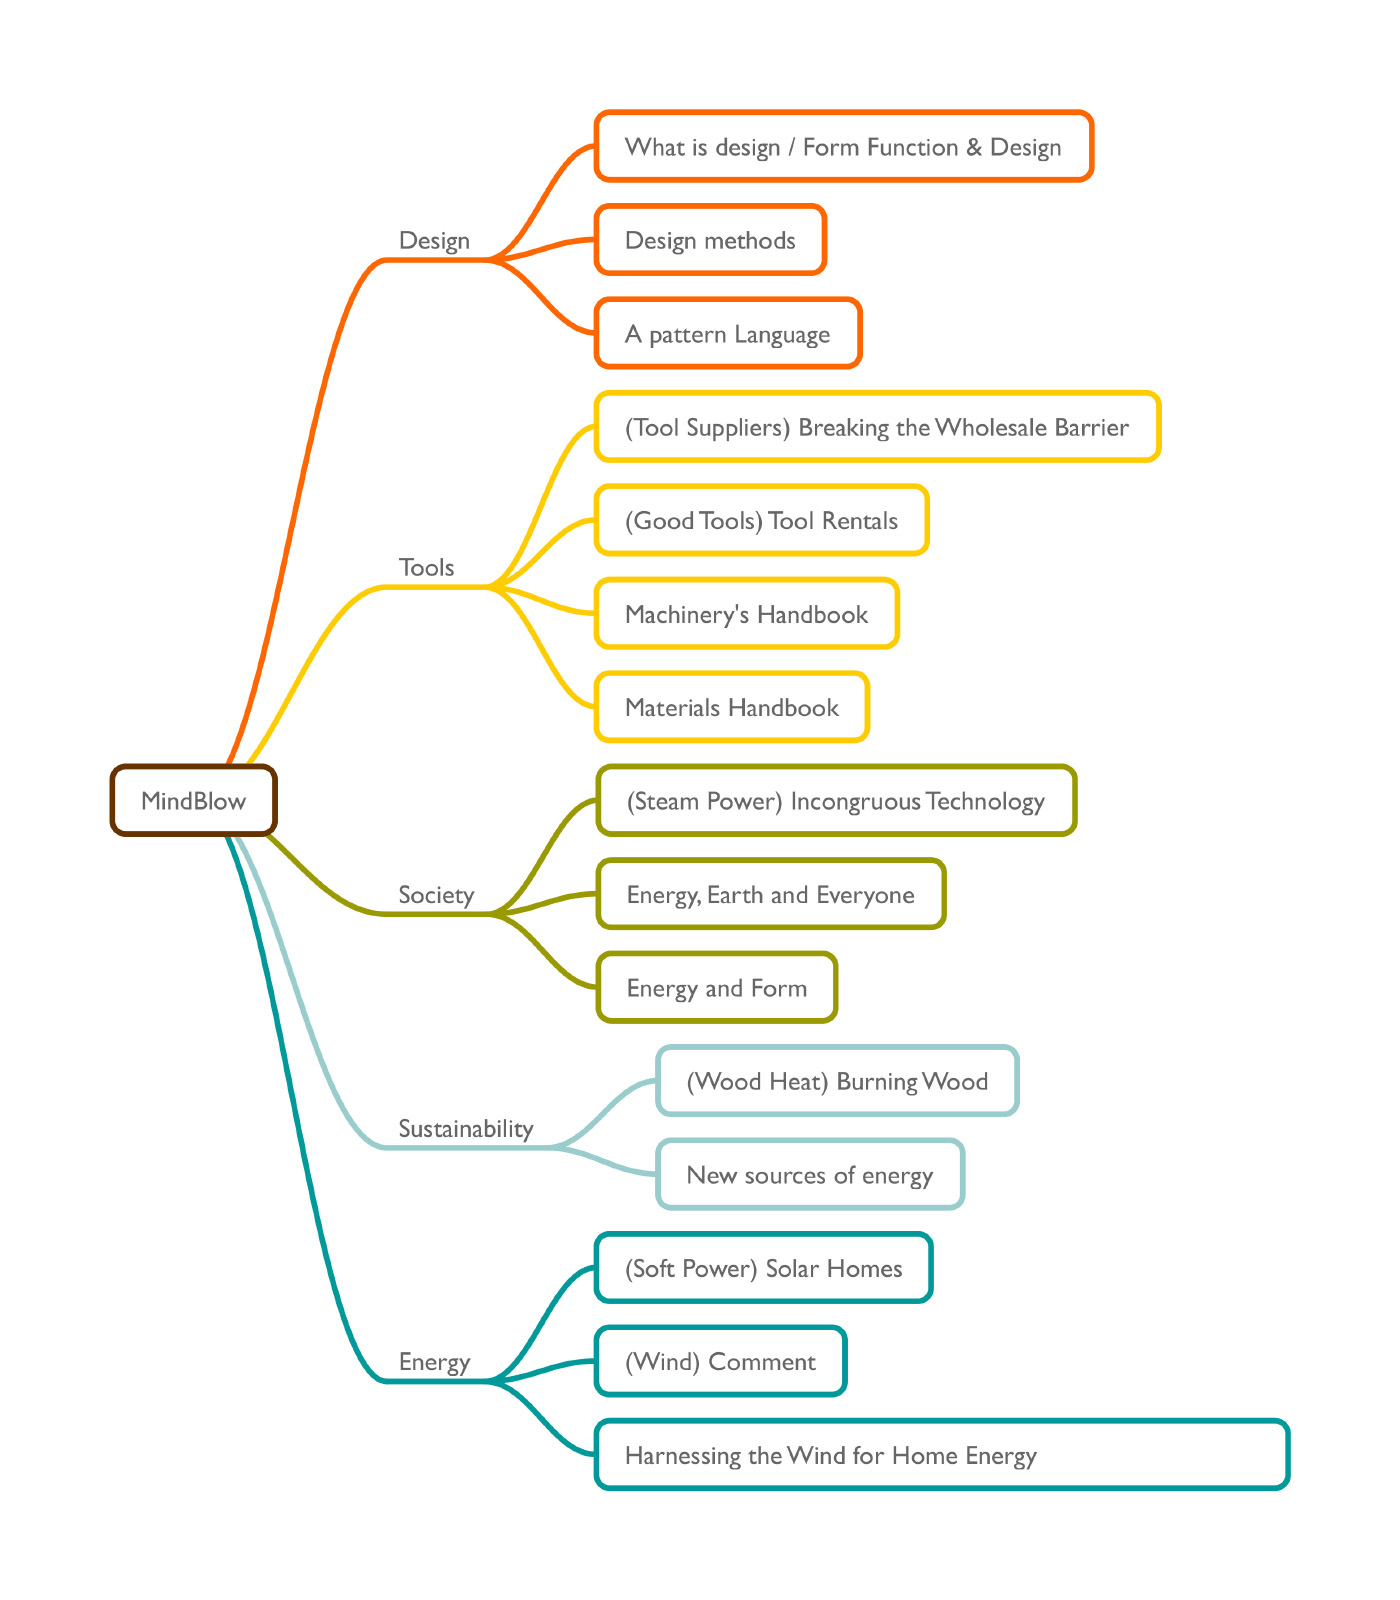 What is design / Form Function & Design
Design
Design methods
A pattern Language
(Tool Suppliers) Breaking the Wholesale Barrier
(Good Tools) Tool Rentals
Tools
Machinery's Handbook
Materials Handbook
MindBlow
(Steam Power) Incongruous Technology
Society
Energy, Earth and Everyone
Energy and Form
(Wood Heat) Burning Wood
Sustainability
New sources of energy
(Soft Power) Solar Homes
Energy
(Wind) Comment
Harnessing the Wind for Home Energy